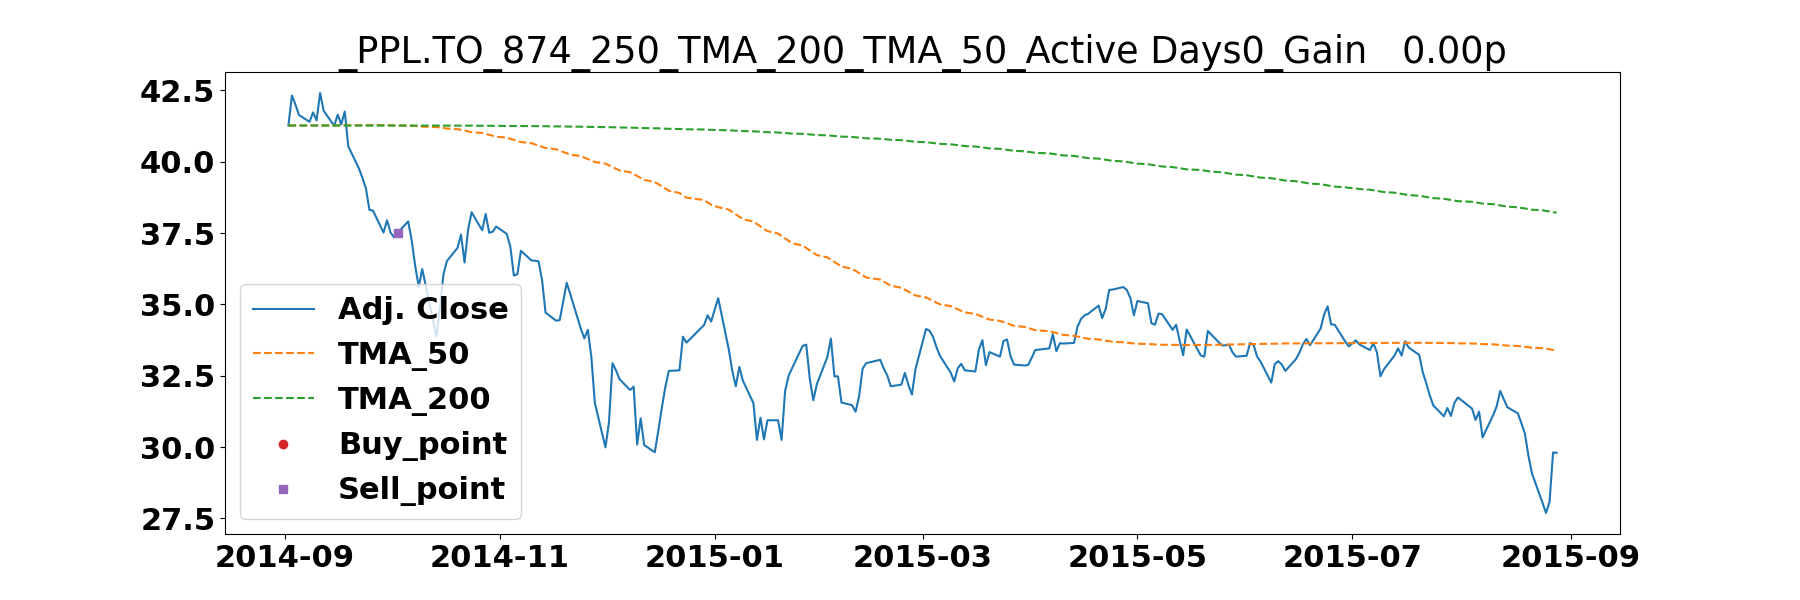 _PPL.TO_874_250_TMA_200_TMA_50_Active Days0_Gain   0.00p
42.5
40.0
37.5
35.0
32.5
30.0
27.5
Adj. Close
TMA_50
TMA_200
Buy_point
Sell_point
2014-09 2014-11 2015-01 2015-03 2015-05 2015-07 2015-09